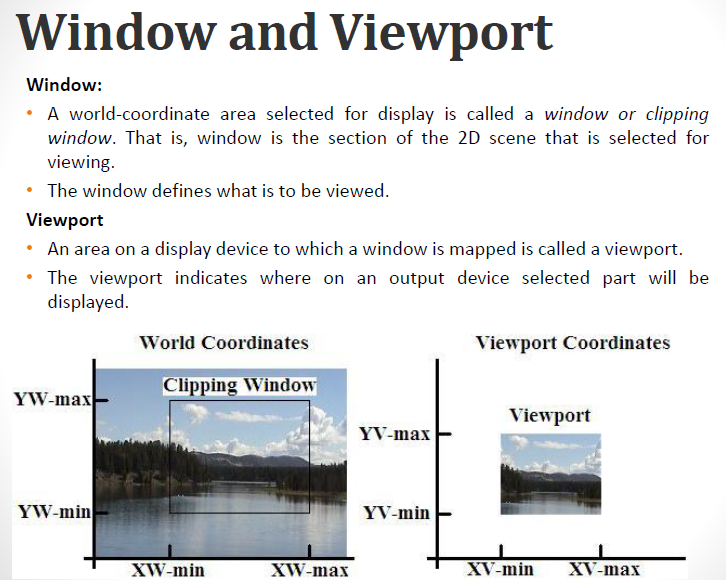 Window and Viewport
Window:
• A world-coordinate area selected for display is called a window or clipping
window. That is, window is the section of the 2D scene that is selected for
viewing.
• The window defines what is to be viewed.
Viewport
• An area on a display device to which a window is mapped is called a viewport.
• The viewport indicates where on an output device selected part will be
displayed.
World Coordinates
Clipping Window
YW-max
YW-min
XW-min XW-max
Viewport Coordinates
Viewport
YV-max
YV-min
XV-min XV-max